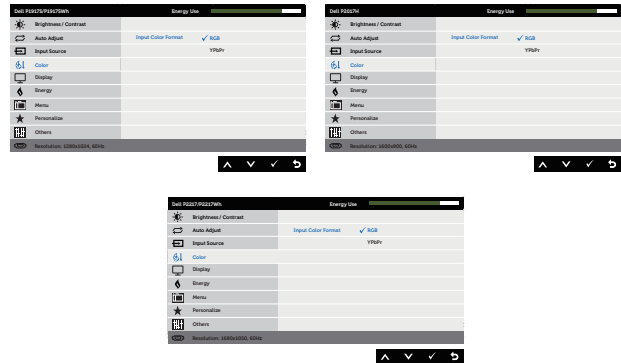 Dell P1917S/P1917SWh Energy Use
Brightness / Contrast
Auto Adjust Input Color Format ✓ RGB
Input Source YPbPr
Color
Display
Energy
Menu
Personalize
Others
Resolution: 1280x1024, 60Hz
Dell P2017H Energy Use
Brightness / Contrast
Auto Adjust Input Color Format ✓ RGB
Input Source YPbPr
Color
Display
Energy
Menu
Personalize
Others
Resolution: 1600x900, 60Hz
Dell P2217/P2217Wh Energy Use
Brightness / Contrast
Auto Adjust Input Color Format ✓ RGB
Input Source YPbPr
Color
Display
Energy
Menu
Personalize
Others
Resolution: 1680x1050, 60Hz